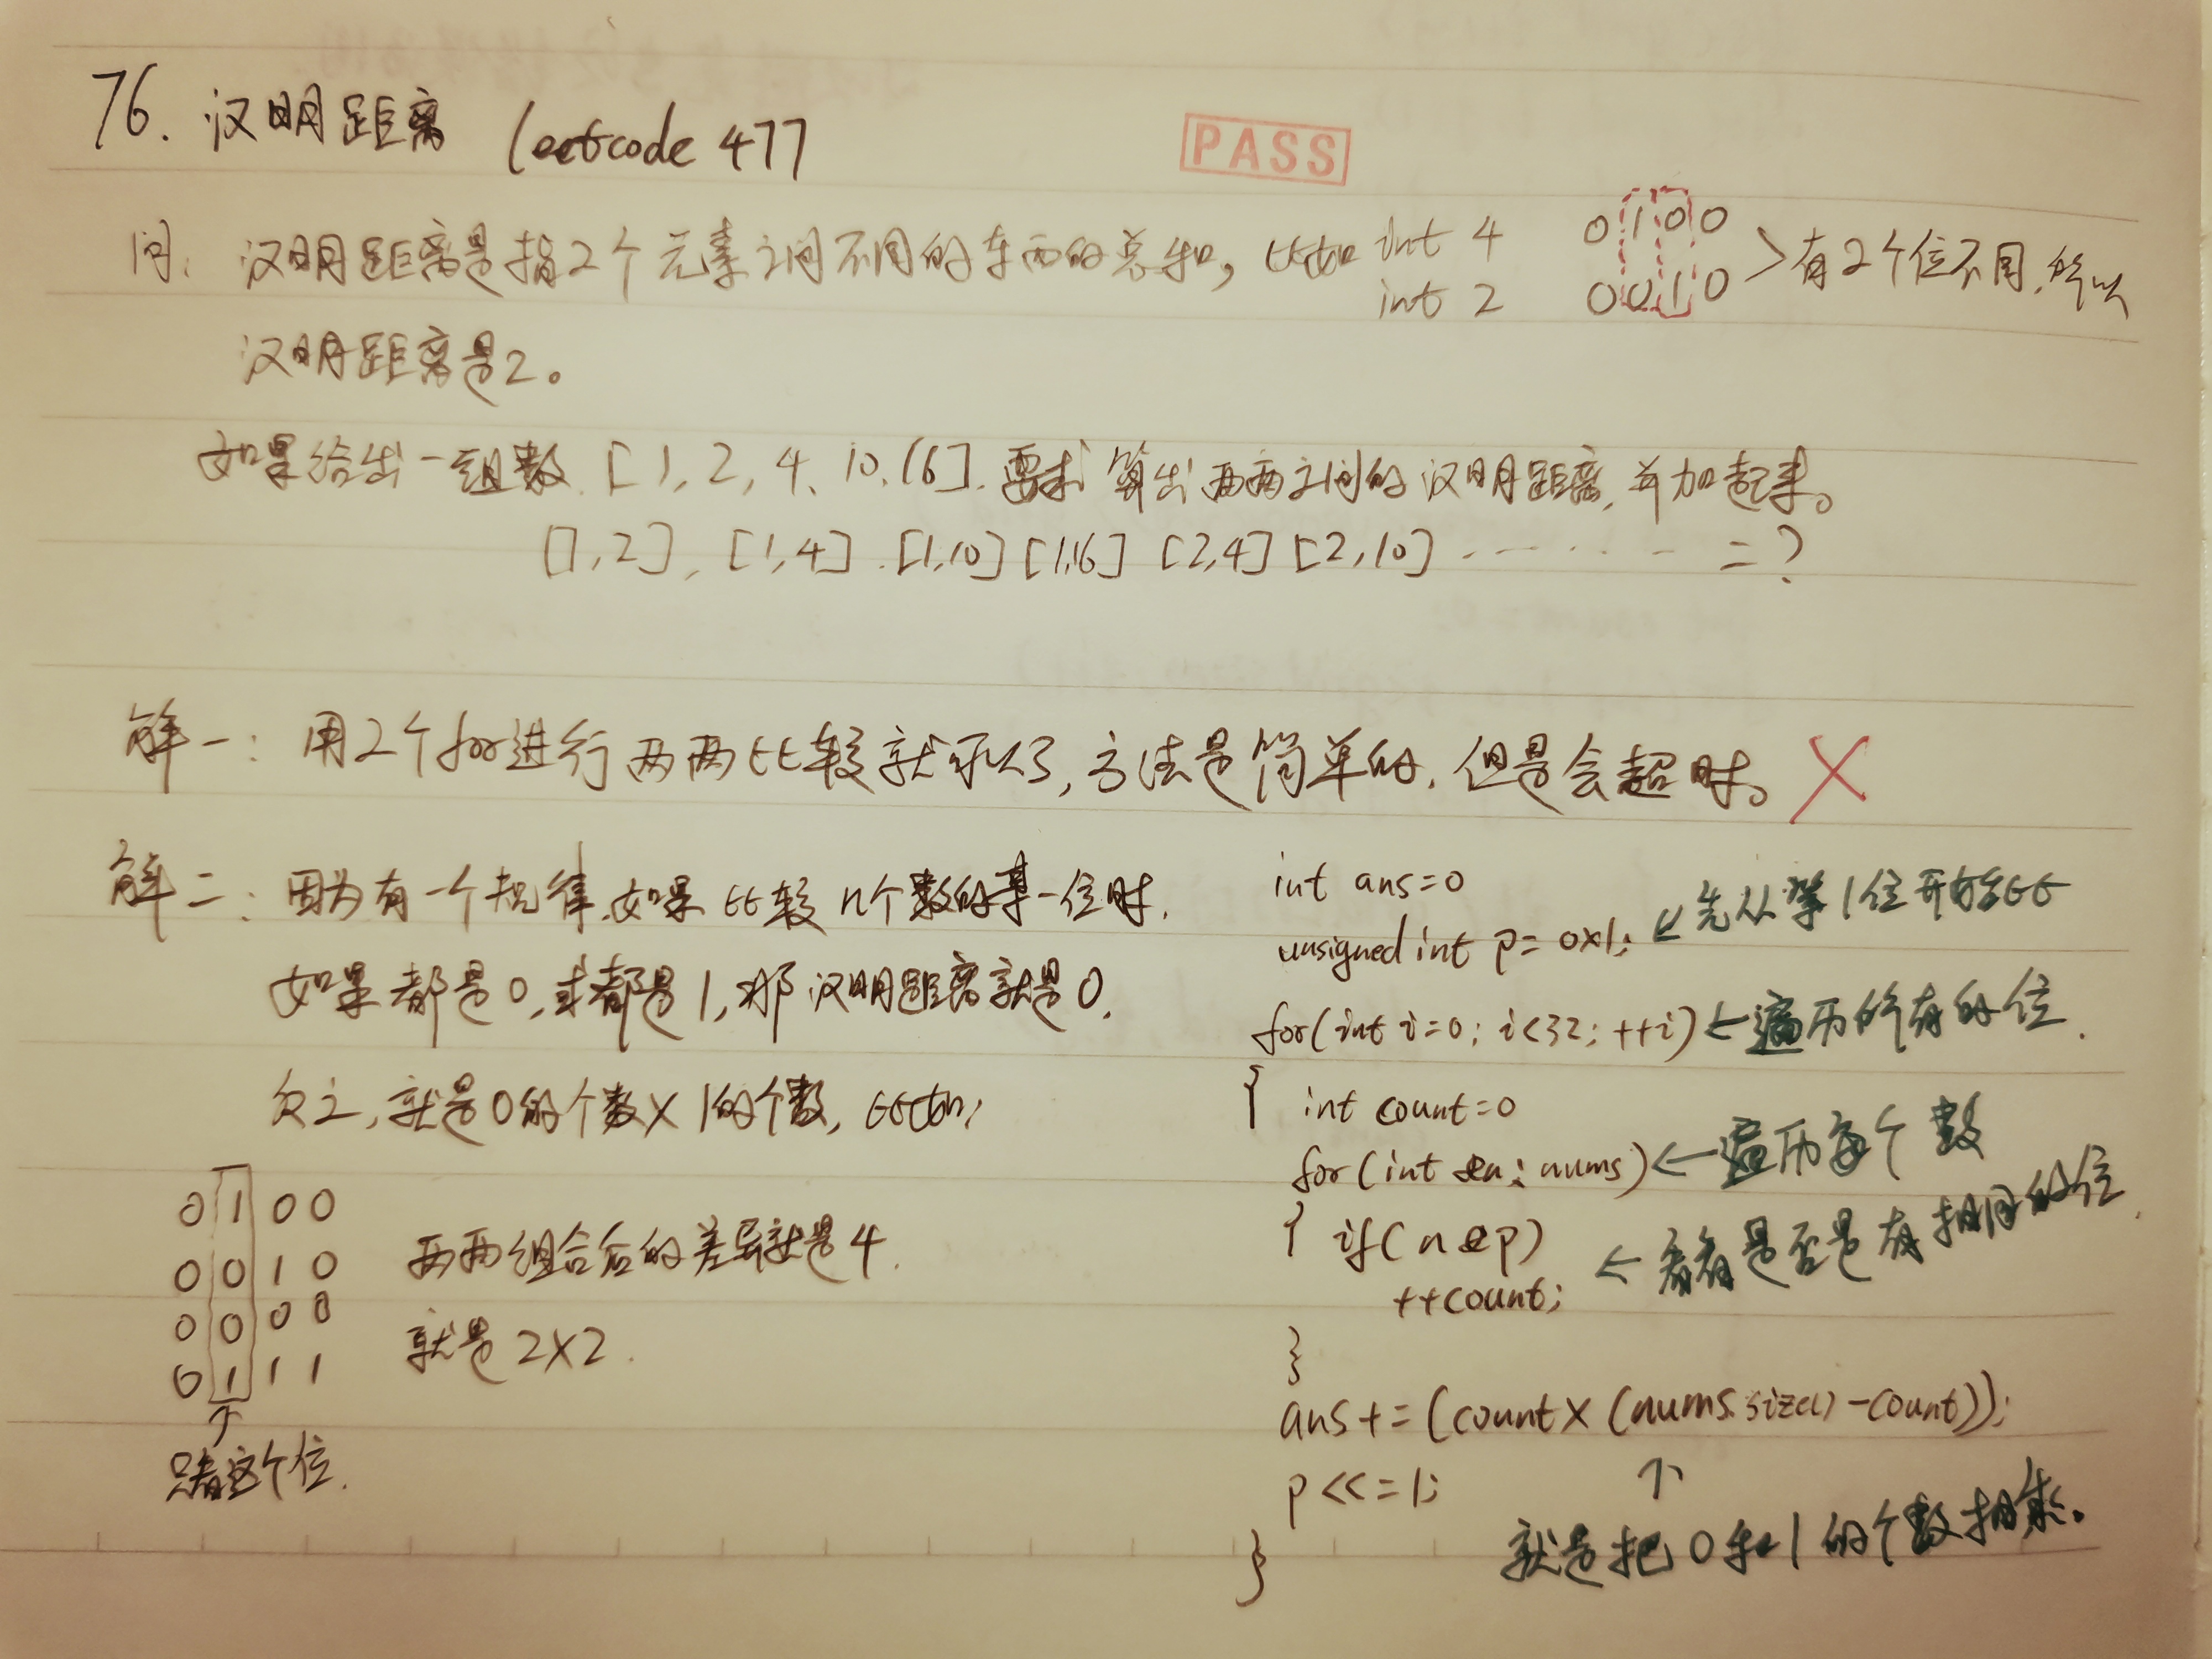 76. 汉明距离 leetcode 477
PASS
问: 汉明距离是指2个元素之间不同的东西的总和, 比如 int 4 0100
int 2 0010 >有2个位不同,所以
汉明距离是2。
如果给出一组数 [1, 2, 4, 10, 16], 要求算出两两之间的汉明距离,并加起来。
[1,2], [1,4]. [1,10] [1,16] [2,4] [2,10] ------ =?
解一: 用2个for进行两两比较就可以了, 方法是简单的, 但是会超时。 X
解二: 因为有一个规律,如果比较n个数的某一位时,
如果都是0,或都是1,那汉明距离就是0,
反之,就是0的个数X1的个数, 比如:
0 1 0 0
0 0 1 0
0 0 0 0
0 1 1 1
两两组合后的差异就是4.
就是2X2.
↑
只看这个位.
int ans=0
unsigned int p= 0x1; ← 先从第1位开始比
for(int i=0; i<32; ++i) ← 遍历所有的位.
{ int count=0
for(int &n: nums) ← 遍历每个数
{ if(n&p)
++count; ← 看看是否是有相同的位.
}
ans+=(count X (nums.size()-count));
p<<=1; ↑
} 就是把0和1的个数相乘。